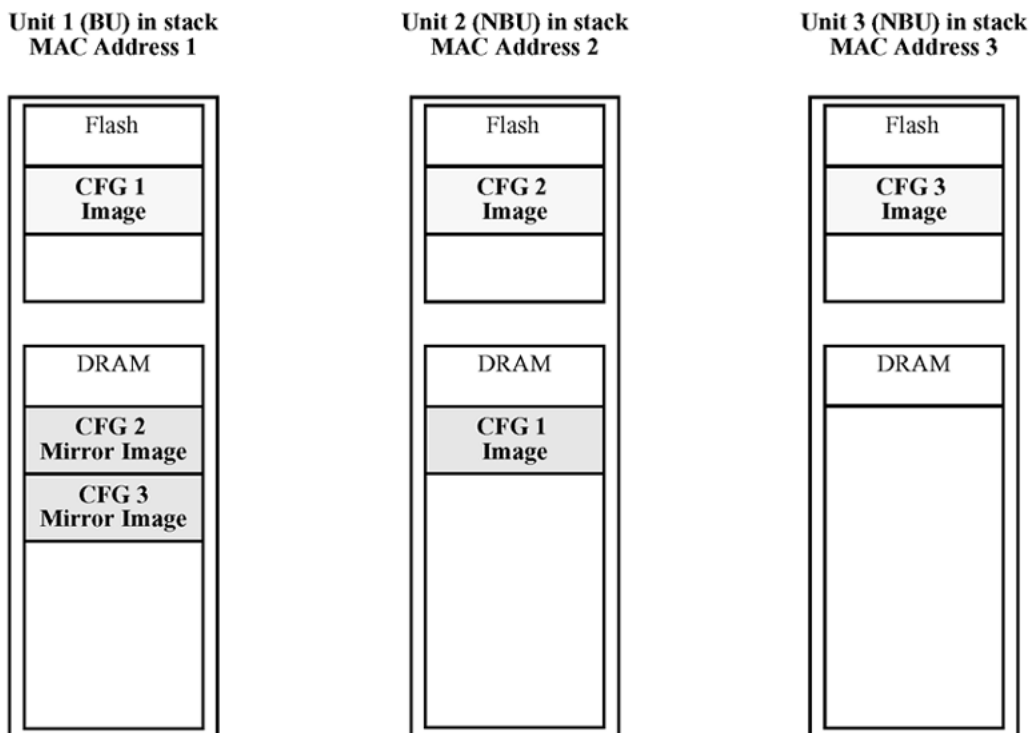 Unit 1 (BU) in stack
MAC Address 1
Unit 2 (NBU) in stack
MAC Address 2
Unit 3 (NBU) in stack
MAC Address 3
Flash
CFG 1
Image
DRAM
CFG 2
Mirror Image
CFG 3
Mirror Image
Flash
CFG 2
Image
DRAM
CFG 1
Image
Flash
CFG 3
Image
DRAM